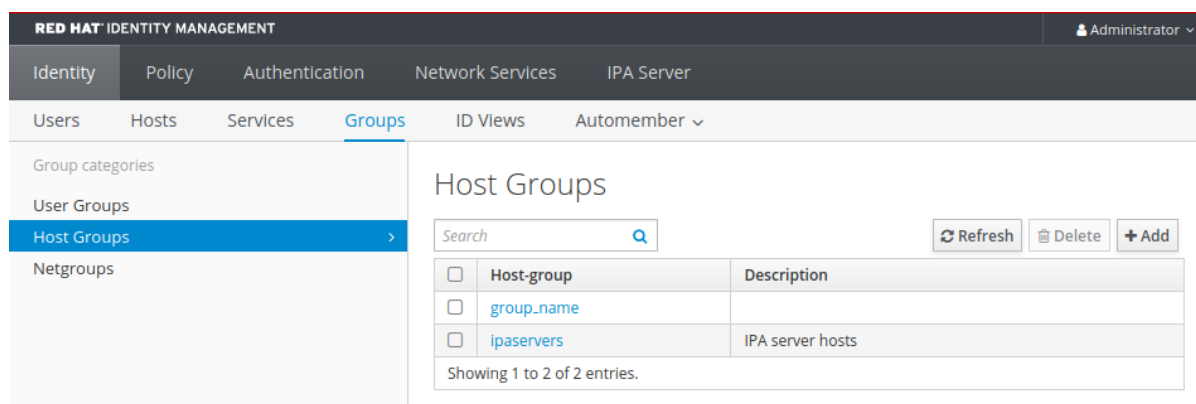 RED HAT® IDENTITY MANAGEMENT Administrator
Identity Policy Authentication Network Services IPA Server
Users Hosts Services Groups ID Views Automember
Group categories
User Groups
Host Groups
Netgroups
Host Groups
Search Refresh Delete + Add
Host-group Description
group_name
ipaservers IPA server hosts
Showing 1 to 2 of 2 entries.